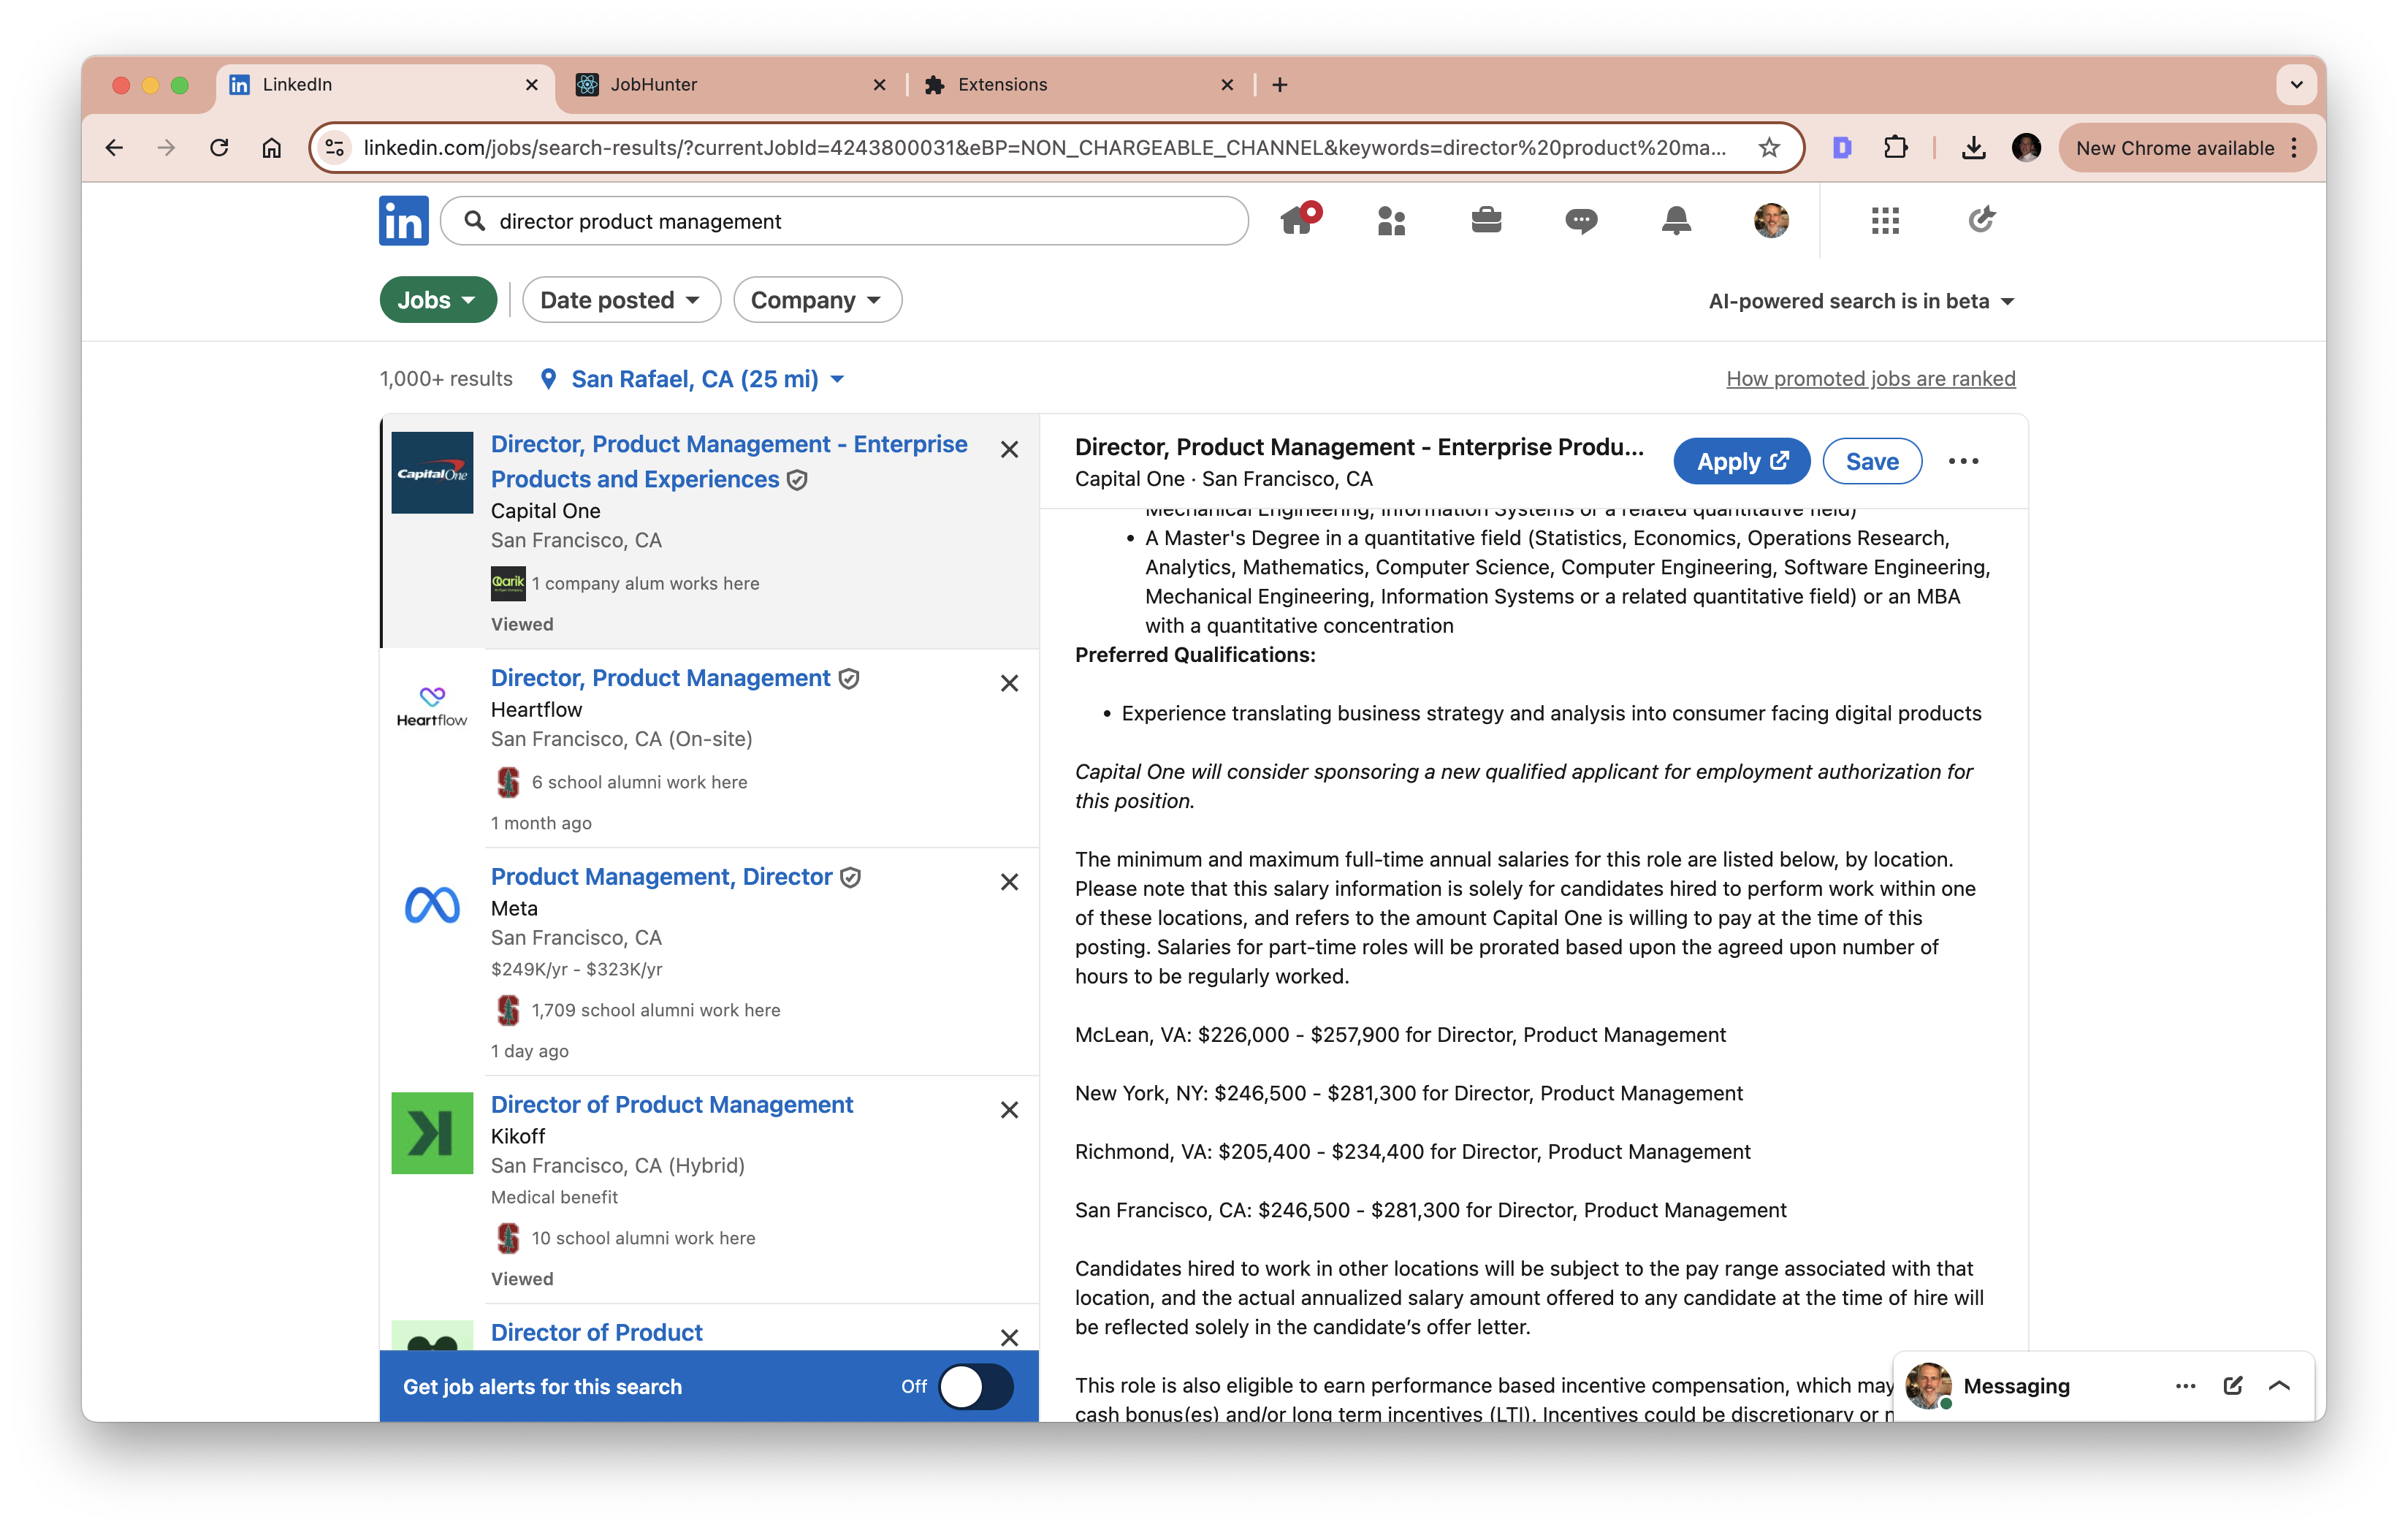 LinkedIn
JobHunter
Extensions
linkedin.com/jobs/search-results/?currentJobId=4243800031&eBP=NON_CHARGEABLE_CHANNEL&keywords=director%20product%20ma...
New Chrome available
in
director product management
Jobs
Date posted
Company
AI-powered search is in beta
1,000+ results
San Rafael, CA (25 mi)
How promoted jobs are ranked
Capital One
Director, Product Management - Enterprise
Products and Experiences
Capital One
San Francisco, CA
Qarik
1 company alum works here
Viewed
Director, Product Management
Heartflow
Heartflow
San Francisco, CA (On-site)
6 school alumni work here
1 month ago
Product Management, Director
Meta
San Francisco, CA
$249K/yr - $323K/yr
1,709 school alumni work here
1 day ago
Director of Product Management
Kikoff
San Francisco, CA (Hybrid)
Medical benefit
10 school alumni work here
Viewed
Director of Product
Get job alerts for this search
Off
Director, Product Management - Enterprise Produ...
Capital One · San Francisco, CA
Apply
Save
Mechanical Engineering, Information Systems or a related quantitative field)
• A Master's Degree in a quantitative field (Statistics, Economics, Operations Research,
Analytics, Mathematics, Computer Science, Computer Engineering, Software Engineering,
Mechanical Engineering, Information Systems or a related quantitative field) or an MBA
with a quantitative concentration
Preferred Qualifications:
• Experience translating business strategy and analysis into consumer facing digital products
Capital One will consider sponsoring a new qualified applicant for employment authorization for
this position.
The minimum and maximum full-time annual salaries for this role are listed below, by location.
Please note that this salary information is solely for candidates hired to perform work within one
of these locations, and refers to the amount Capital One is willing to pay at the time of this
posting. Salaries for part-time roles will be prorated based upon the agreed upon number of
hours to be regularly worked.
McLean, VA: $226,000 - $257,900 for Director, Product Management
New York, NY: $246,500 - $281,300 for Director, Product Management
Richmond, VA: $205,400 - $234,400 for Director, Product Management
San Francisco, CA: $246,500 - $281,300 for Director, Product Management
Candidates hired to work in other locations will be subject to the pay range associated with that
location, and the actual annualized salary amount offered to any candidate at the time of hire will
be reflected solely in the candidate’s offer letter.
This role is also eligible to earn performance based incentive compensation, which may
cash bonus(es) and/or long term incentives (LTI). Incentives could be discretionary or
Messaging